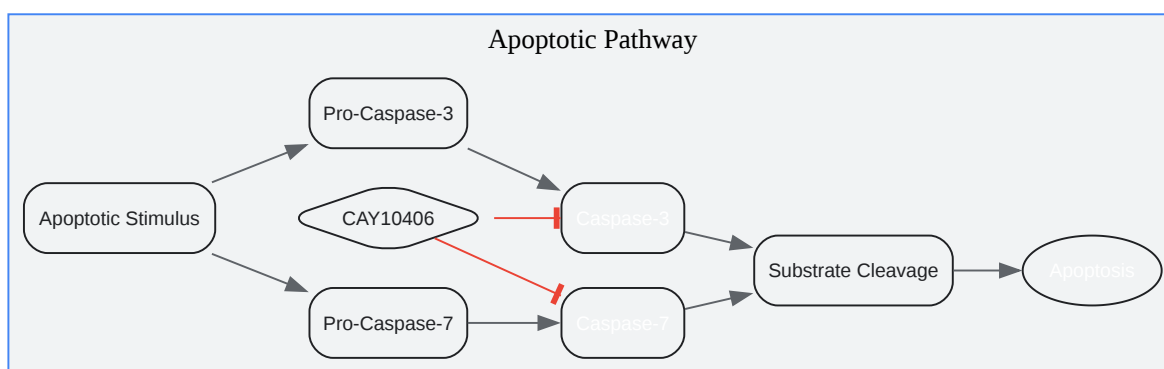 Apoptotic Pathway
Pro-Caspase-3
Apoptotic Stimulus
CAY10406
Caspase-3
Substrate Cleavage
Apoptosis
Pro-Caspase-7
Caspase-7